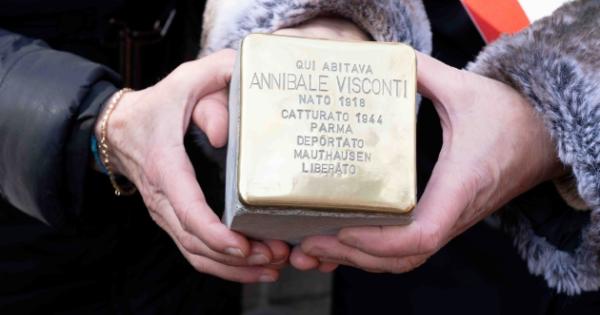 QUI ABITAVA
ANNIBALE VISCONTI
NATO 1918
CATTURATO 1944
PARMA
DEPORTATO
MAUTHAUSEN
LIBERATO